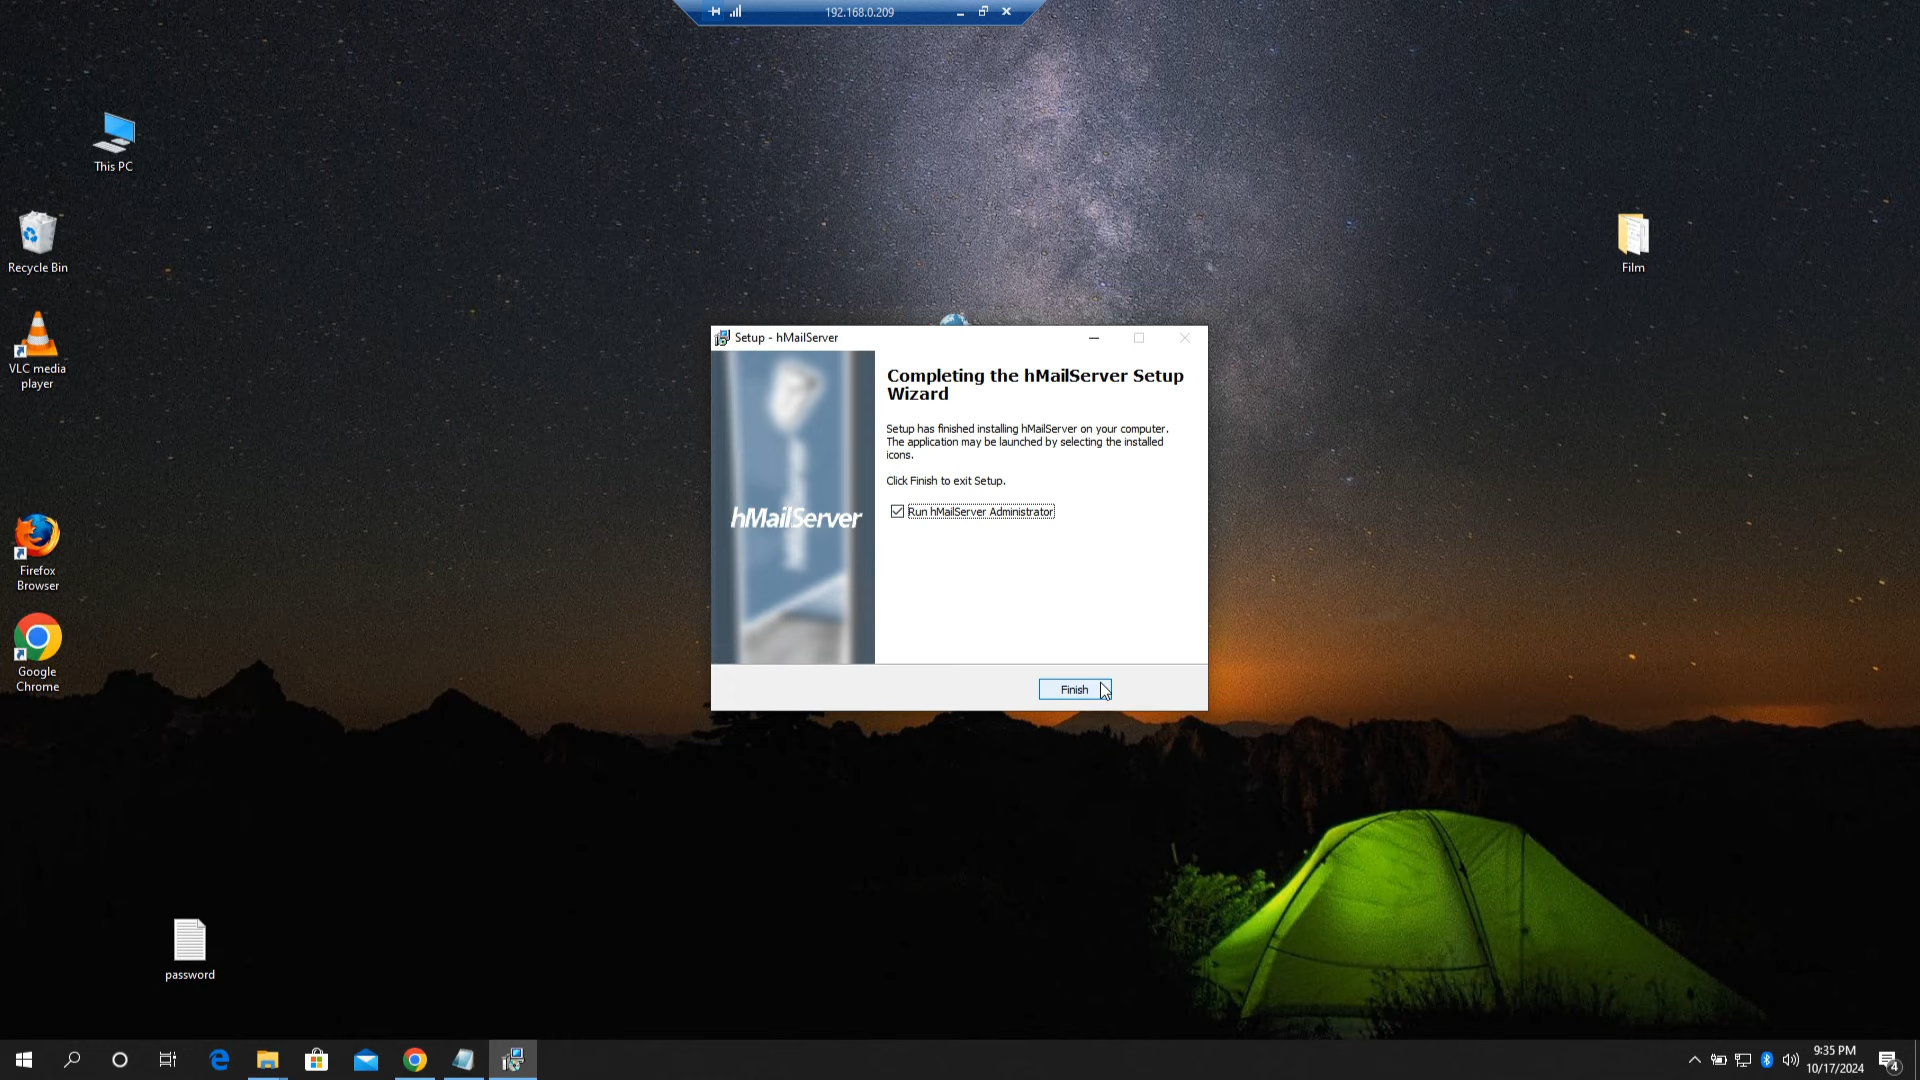 192.168.0.209
This PC
Recycle Bin
VLC media
player
Firefox
Browser
Google
Chrome
password
Film
Setup - hMailServer
hMailServer
Completing the hMailServer Setup
Wizard
Setup has finished installing hMailServer on your computer.
The application may be launched by selecting the installed
icons.
Click Finish to exit Setup.
Run hMailServer Administrator
Finish
9:35 PM
10/17/2024
4